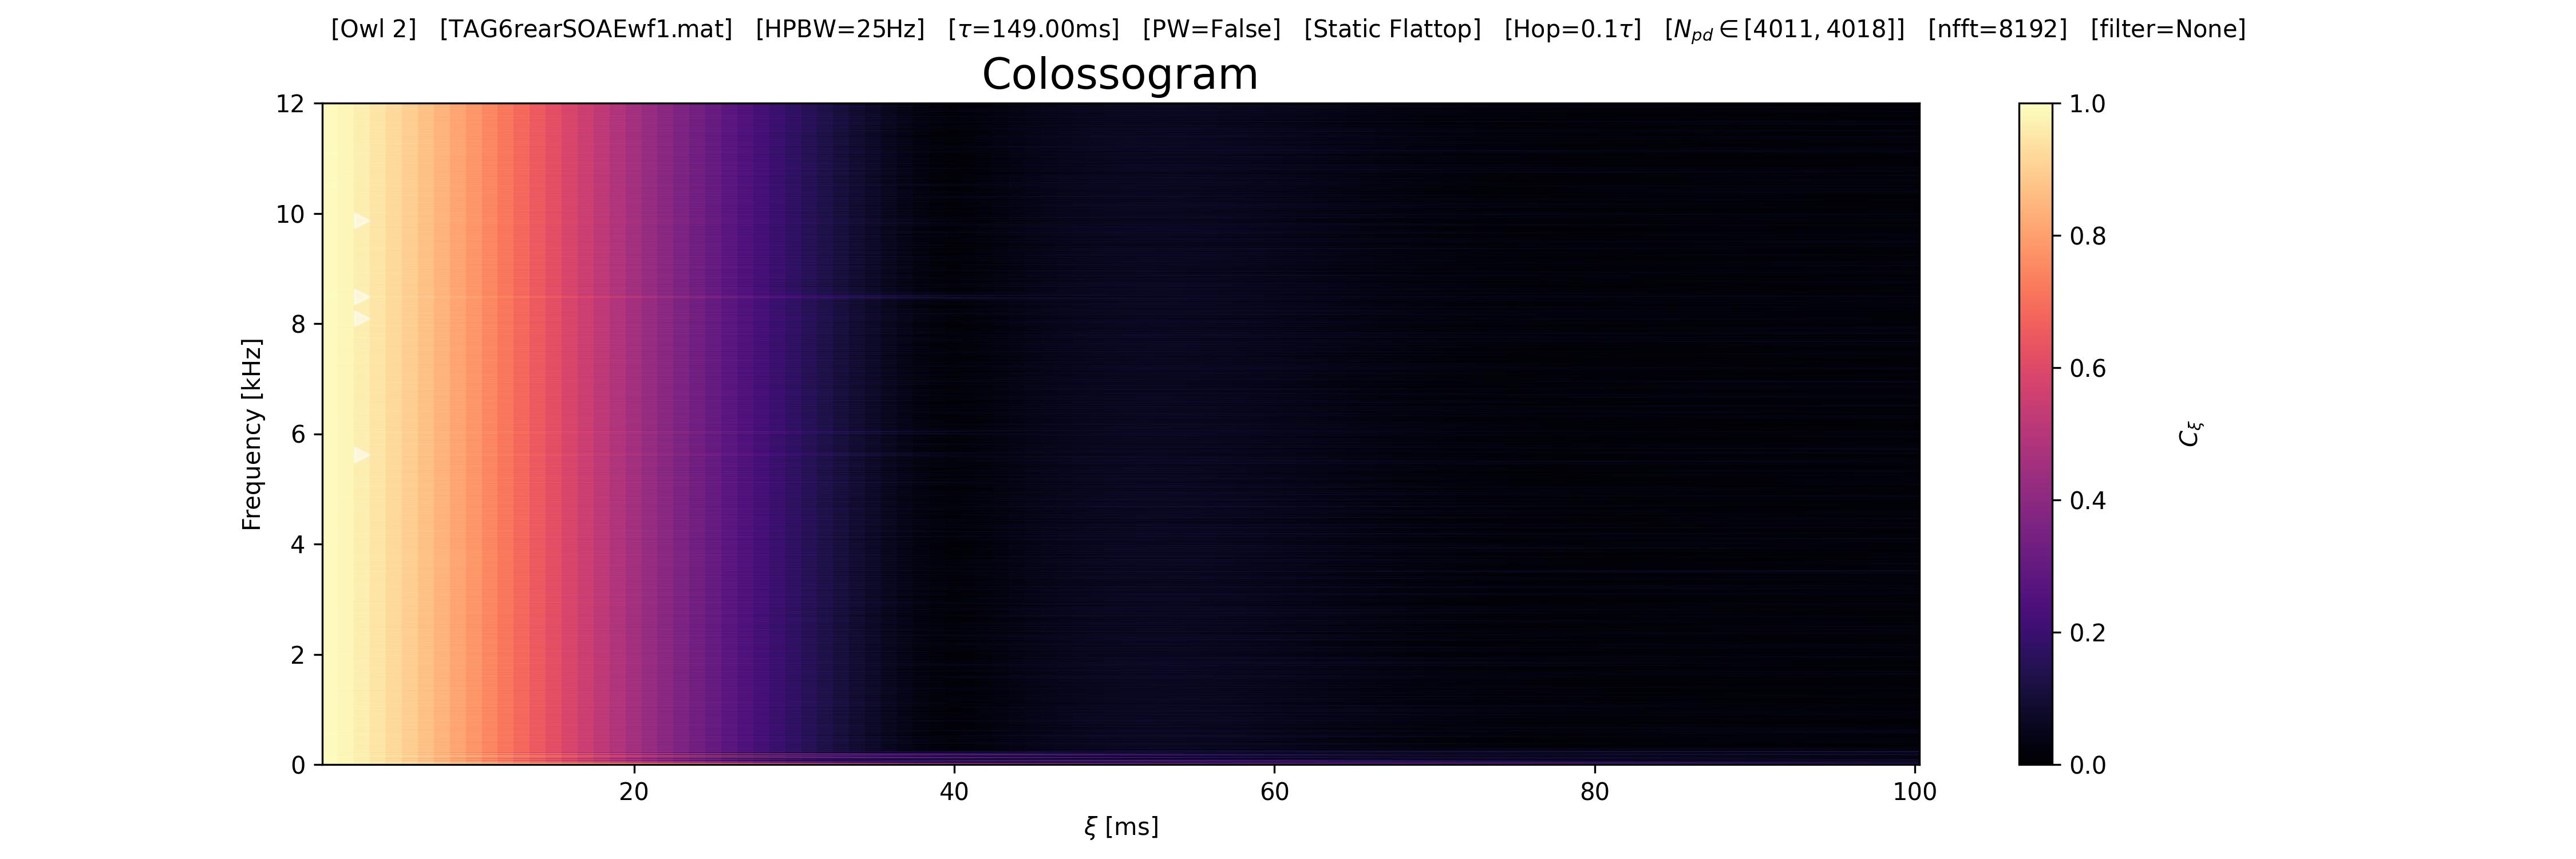 [Owl 2] [TAG6rearSOAEwf1.mat] [HPBW=25Hz] [τ=149.00ms] [PW=False] [Static Flattop] [Hop=0.1τ] [N_pd ∈ [4011, 4018]] [nfft=8192] [filter=None]
Colossogram
12
10
8
6
4
2
0
Frequency [kHz]
20 40 60 80 100
ξ [ms]
1.0
0.8
0.6
0.4
0.2
0.0
C_ξ